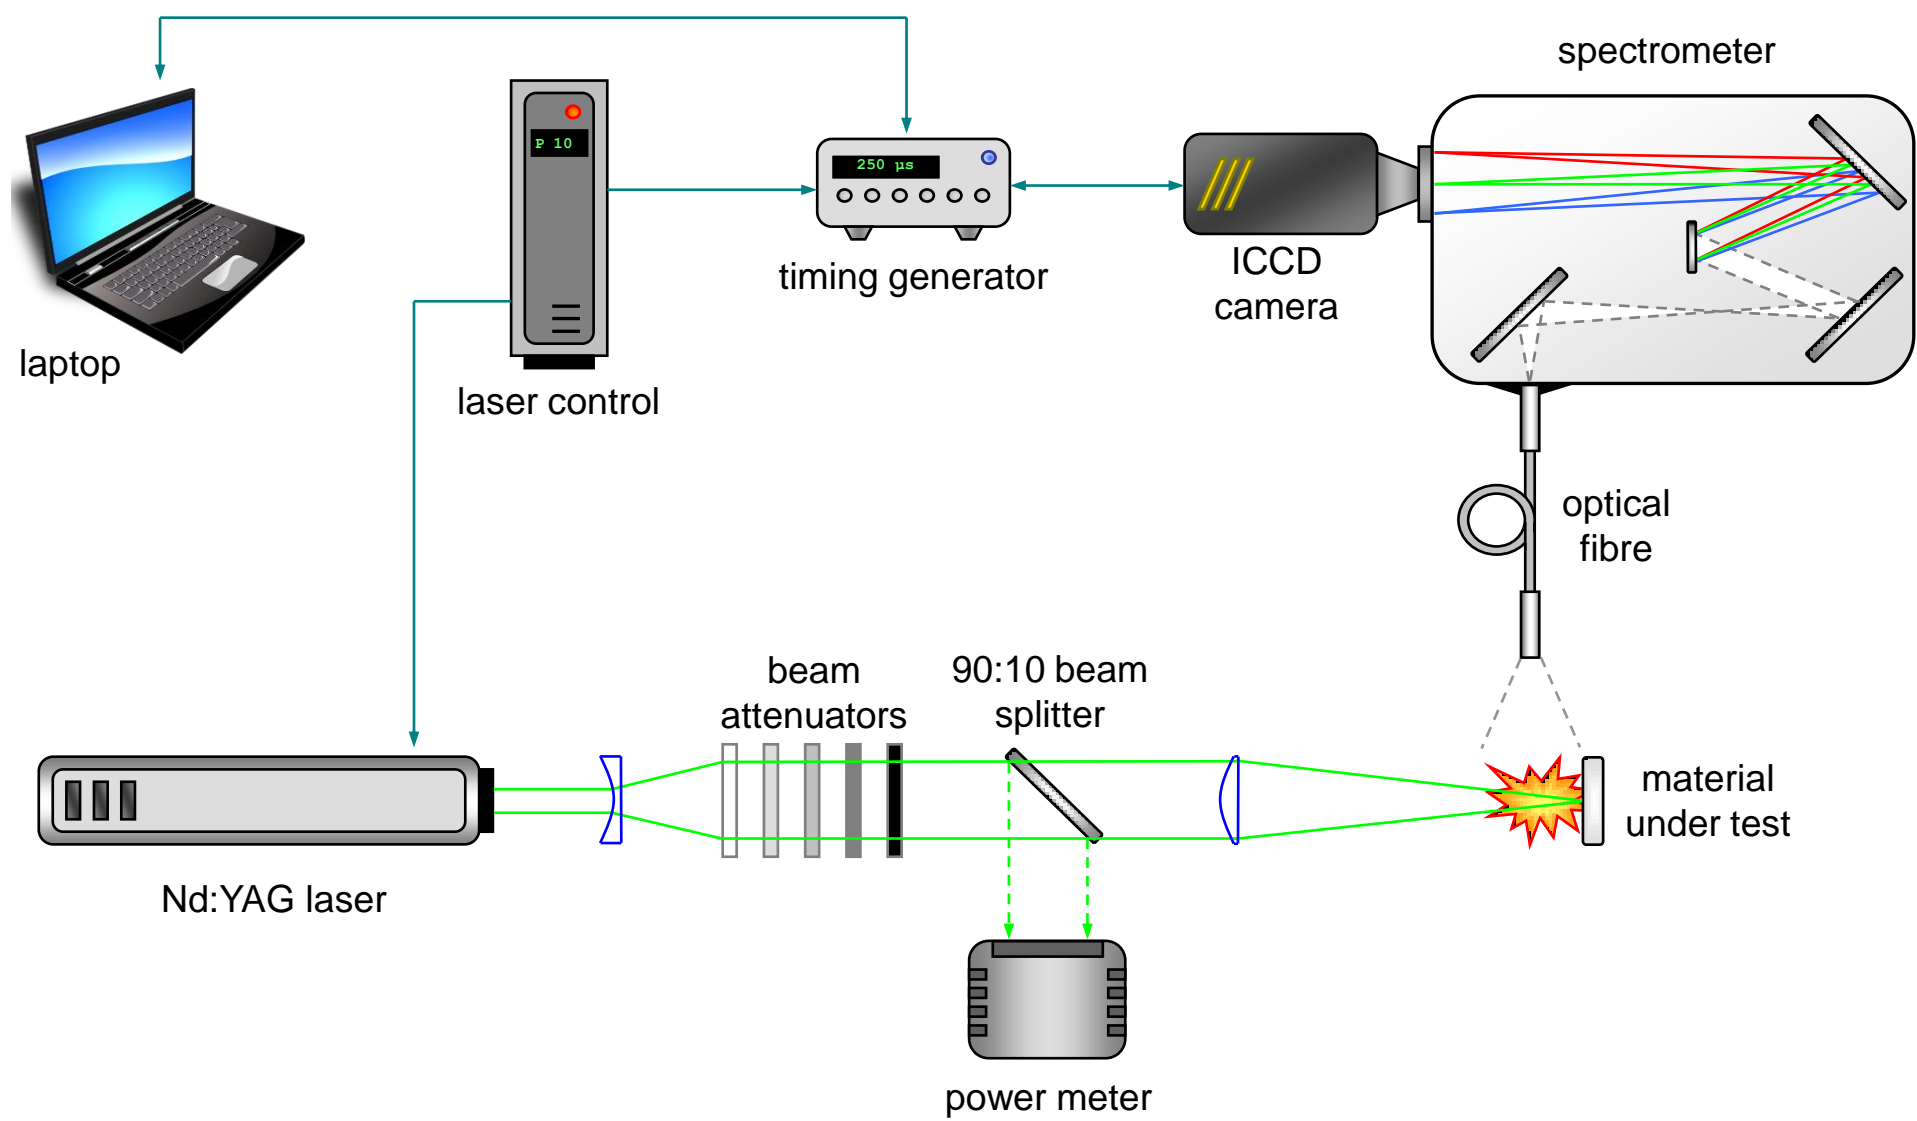 spectrometer
P 10
250 µs
timing generator
ICCD
camera
laptop
laser control
optical
fibre
beam
attenuators
90:10 beam
splitter
material
under test
Nd:YAG laser
power meter